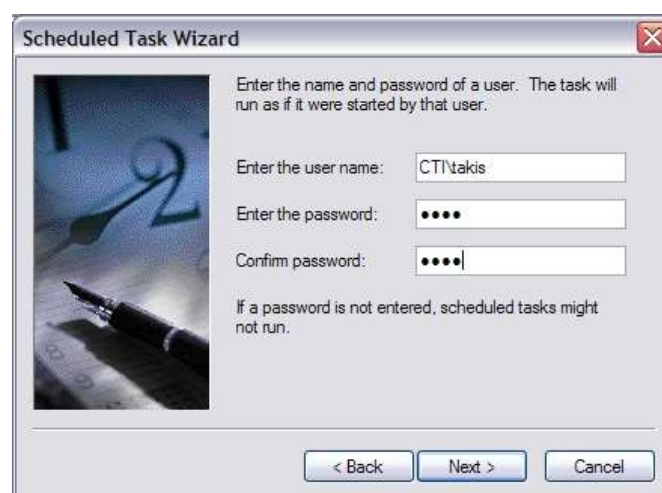 Scheduled Task Wizard
Enter the name and password of a user. The task will
run as if it were started by that user.
Enter the user name:
CTI\takis
Enter the password:
••••
Confirm password:
••••
If a password is not entered, scheduled tasks might
not run.
< Back
Next >
Cancel
2